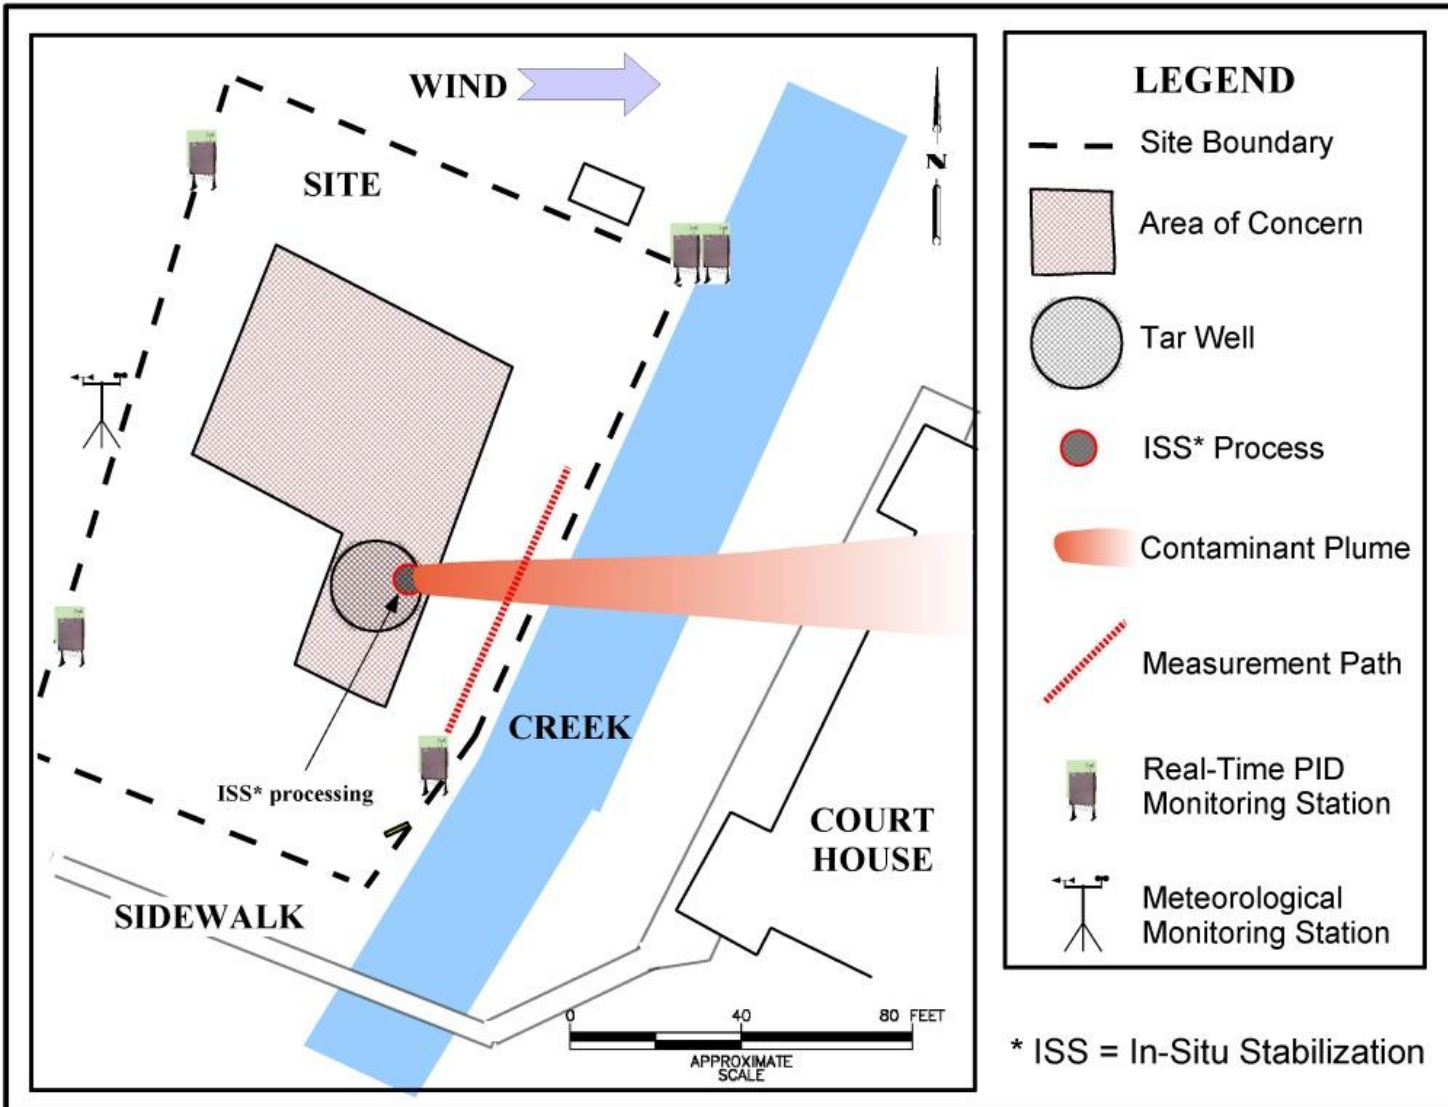 WIND
N
SITE
ISS* processing
CREEK
COURT
HOUSE
SIDEWALK
0 40 80 FEET
APPROXIMATE
SCALE
LEGEND
Site Boundary
Area of Concern
Tar Well
ISS* Process
Contaminant Plume
Measurement Path
Real-Time PID
Monitoring Station
Meteorological
Monitoring Station
* ISS = In-Situ Stabilization